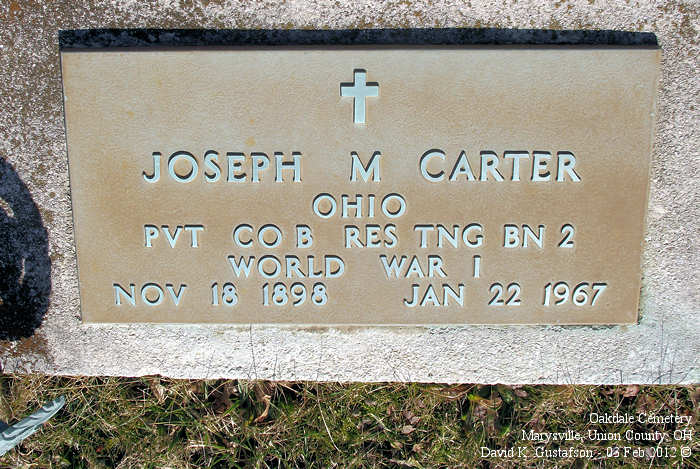 JOSEPH M CARTER
OHIO
PVT CO B RES TNG BN 2
WORLD WAR I
NOV 18 1898 JAN 22 1967
Oakdale Cemetery
Marysville, Union County, OH
David K. Gustafson - 03 Feb 2012 ©